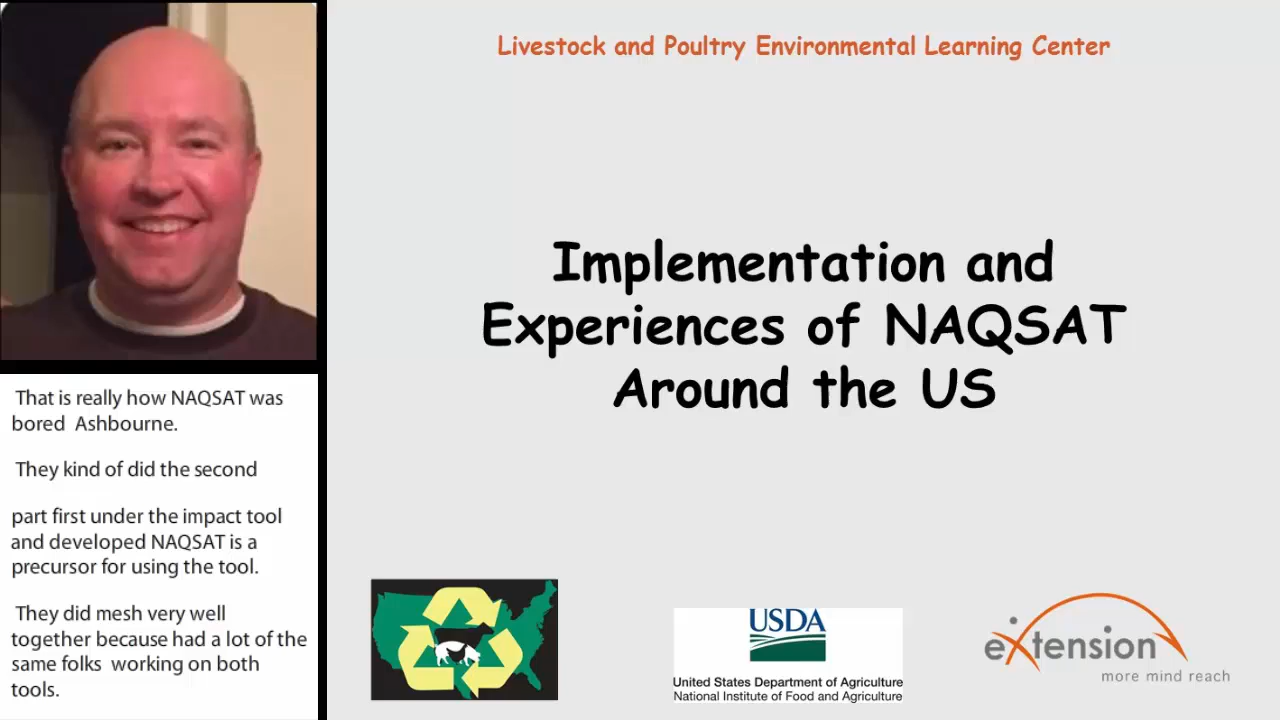 Livestock and Poultry Environmental Learning Center
Implementation and
Experiences of NAQSAT
Around the US
That is really how NAQSAT was
bored Ashbourne.
They kind of did the second
part first under the impact tool
and developed NAQSAT is a
precursor for using the tool.
They did mesh very well
together because had a lot of the
same folks working on both
tools.
USDA
United States Department of Agriculture
National Institute of Food and Agriculture
eXtension
more mind reach